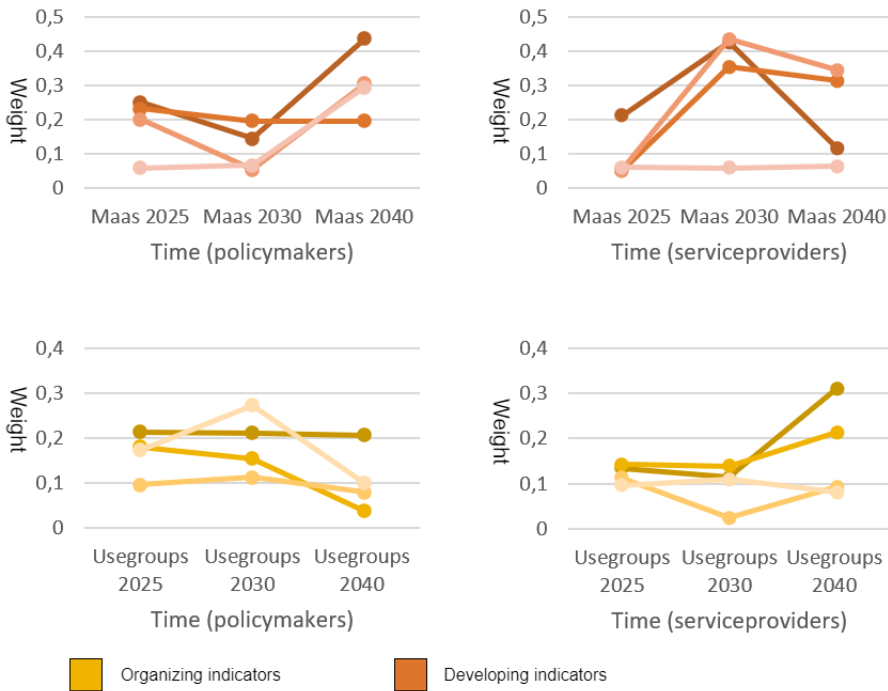 0,5
0,4
0,3
0,2
0,1
0
Weight
Maas 2025 Maas 2030 Maas 2040
Time (policymakers)
0,5
0,4
0,3
0,2
0,1
0
Weight
Maas 2025 Maas 2030 Maas 2040
Time (serviceproviders)
0,4
0,3
0,2
0,1
0
Weight
Usegroups Usegroups Usegroups
2025 2030 2040
Time (policymakers)
0,4
0,3
0,2
0,1
0
Weight
Usegroups Usegroups Usegroups
2025 2030 2040
Time (serviceproviders)
Organizing indicators
Developing indicators